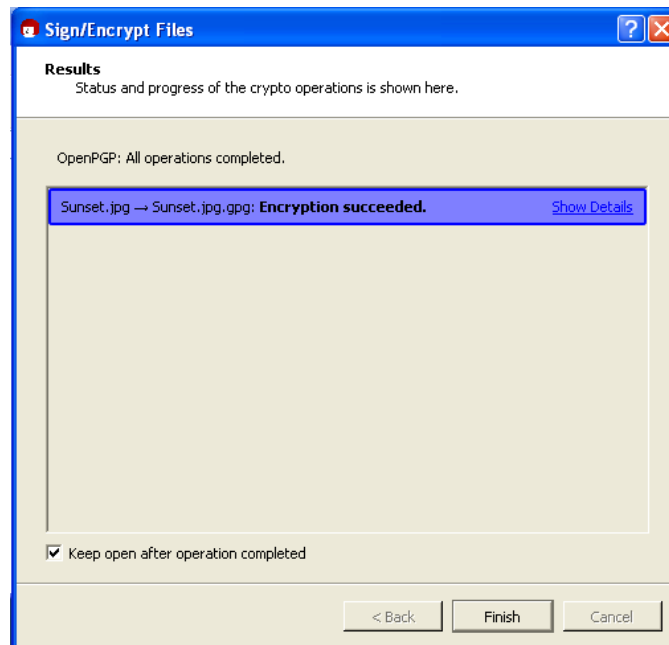 Sign/Encrypt Files
Results
Status and progress of the crypto operations is shown here.
OpenPGP: All operations completed.
Sunset.jpg → Sunset.jpg.gpg: Encryption succeeded. Show Details
Keep open after operation completed
< Back Finish Cancel